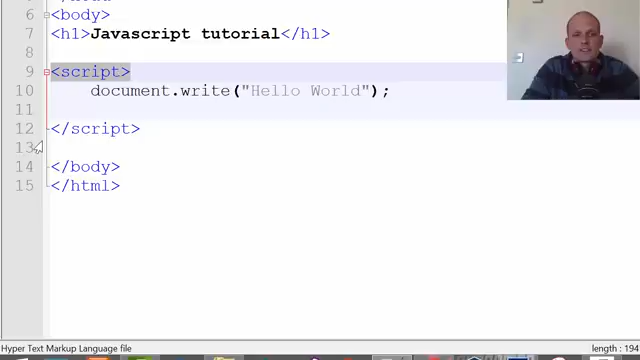 6 <body>
7 <h1>Javascript tutorial</h1>
8
9 <script>
10 document.write("Hello World");
11
12 </script>
13
14 </body>
15 </html>
Hyper Text Markup Language file length : 194